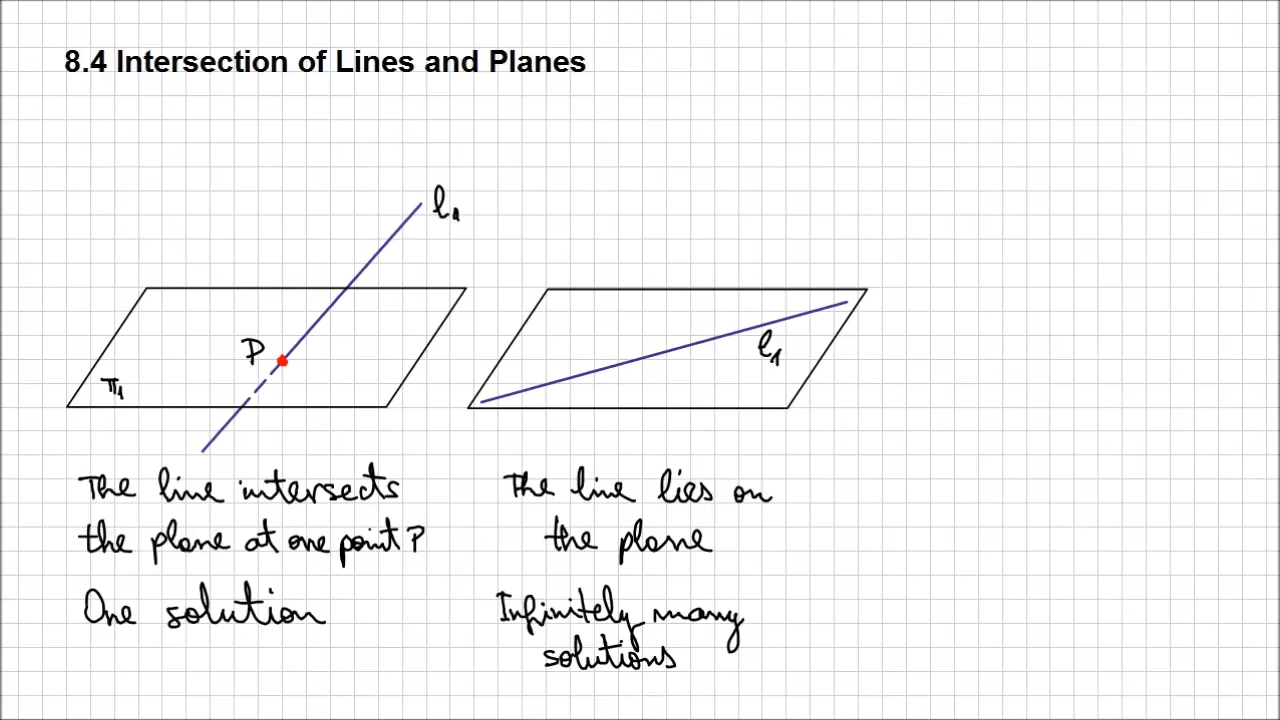 8.4 Intersection of Lines and Planes
l₁
P
π₁
l₁
The line intersects
the plane at one point P
One solution
The line lies on
the plane
Infinitely many
solutions